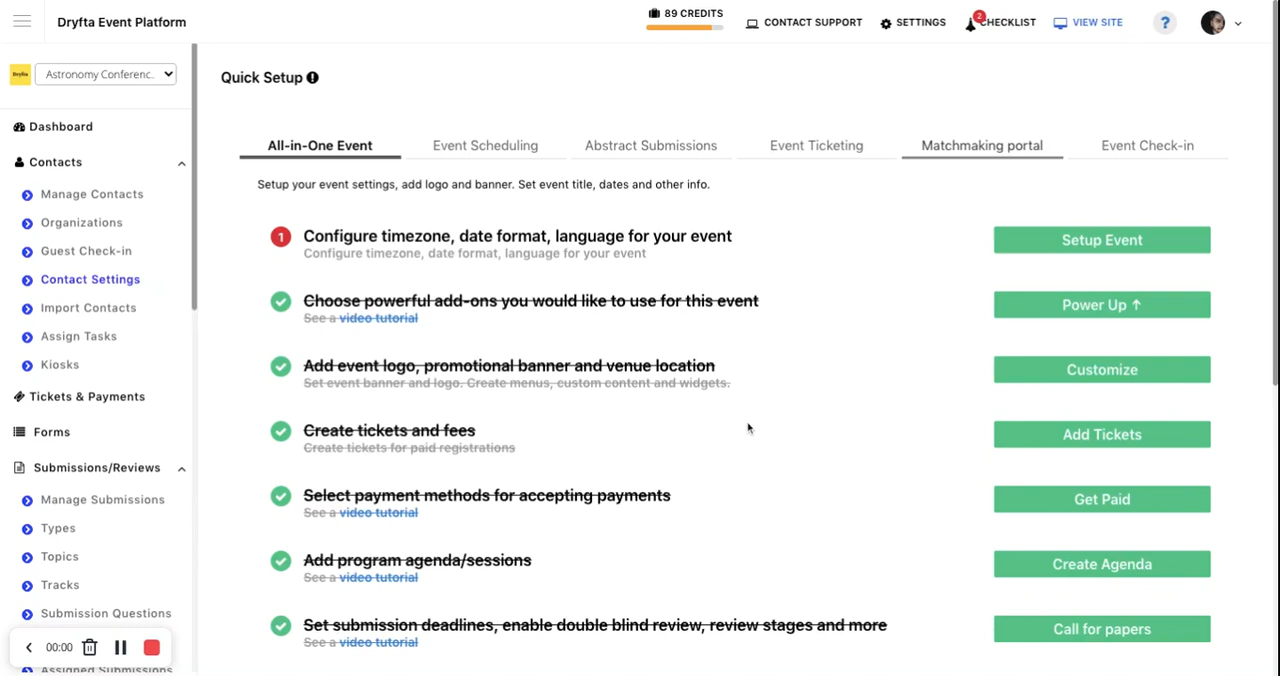 Dryfta Event Platform
89 CREDITS
CONTACT SUPPORT
SETTINGS
2
CHECKLIST
VIEW SITE
?
Dryfta
Astronomy Conferenc.
Dashboard
Contacts
Manage Contacts
Organizations
Guest Check-in
Contact Settings
Import Contacts
Assign Tasks
Kiosks
Tickets & Payments
Forms
Submissions/Reviews
Manage Submissions
Types
Topics
Tracks
Submission Questions
Assigned Submissions
00:00
Quick Setup
All-in-One Event
Event Scheduling
Abstract Submissions
Event Ticketing
Matchmaking portal
Event Check-in
Setup your event settings, add logo and banner. Set event title, dates and other info.
1
Configure timezone, date format, language for your event
Configure timezone, date format, language for your event
Setup Event
Choose powerful add-ons you would like to use for this event
See a video tutorial
Power Up ↑
Add event logo, promotional banner and venue location
Set event banner and logo. Create menus, custom content and widgets.
Customize
Create tickets and fees
Create tickets for paid registrations
Add Tickets
Select payment methods for accepting payments
See a video tutorial
Get Paid
Add program agenda/sessions
See a video tutorial
Create Agenda
Set submission deadlines, enable double blind review, review stages and more
See a video tutorial
Call for papers